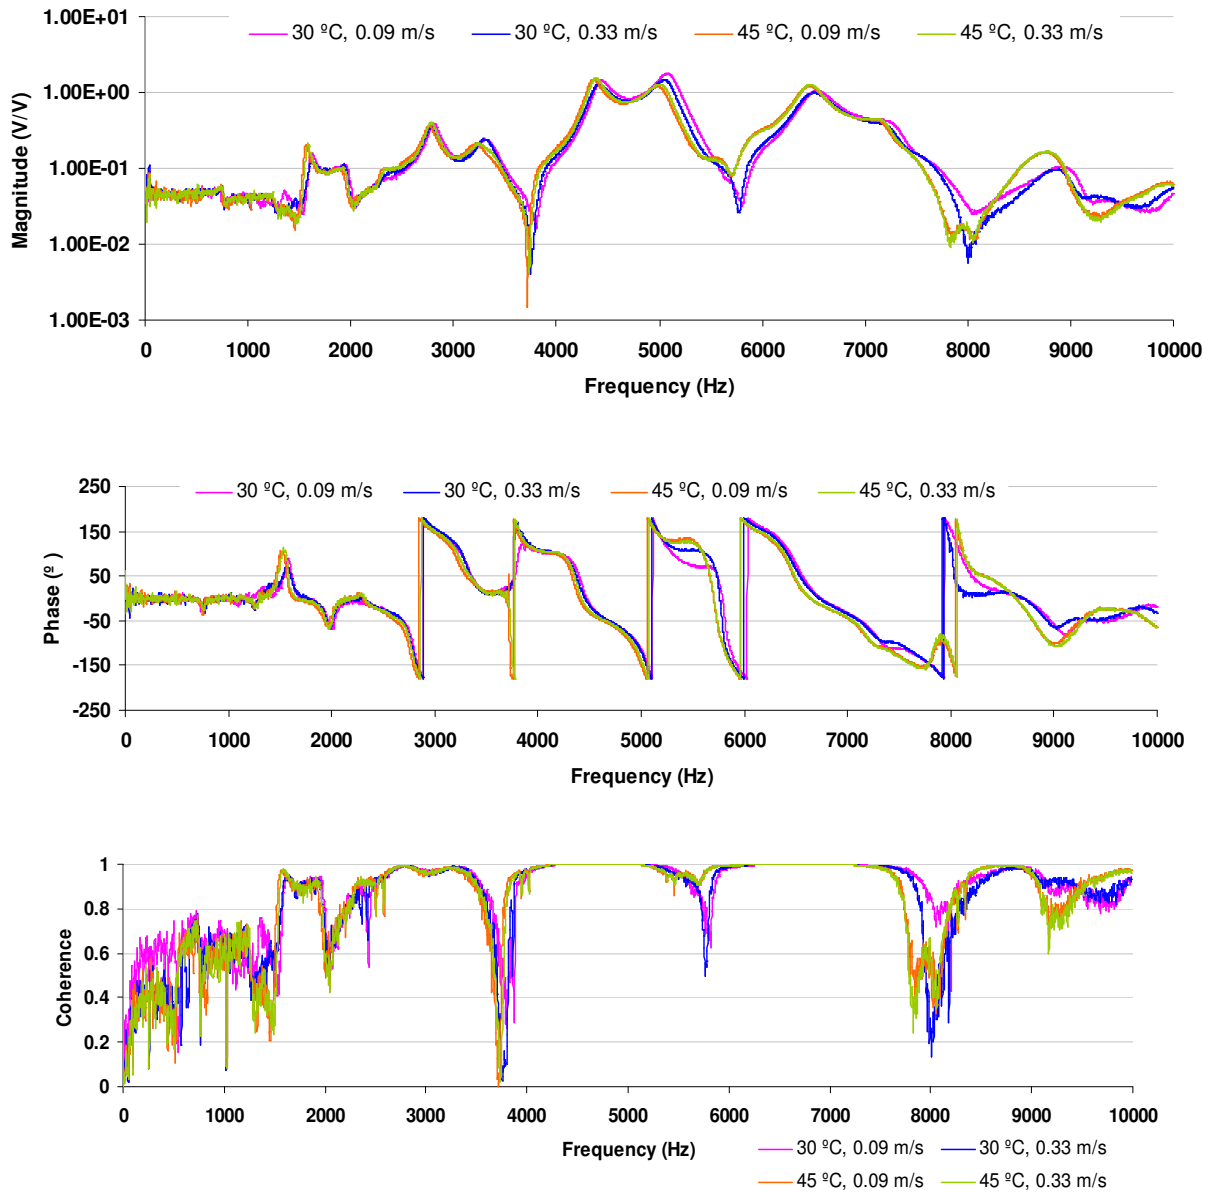 1.00E+01
30 ºC, 0.09 m/s 30 ºC, 0.33 m/s 45 ºC, 0.09 m/s 45 ºC, 0.33 m/s
1.00E+00
1.00E-01
1.00E-02
1.00E-03
Magnitude (V/V)
0 1000 2000 3000 4000 5000 6000 7000 8000 9000 10000
Frequency (Hz)
250
30 ºC, 0.09 m/s 30 ºC, 0.33 m/s 45 ºC, 0.09 m/s 45 ºC, 0.33 m/s
150
50
-50
-150
-250
Phase (º)
0 1000 2000 3000 4000 5000 6000 7000 8000 9000 10000
Frequency (Hz)
1
0.8
0.6
0.4
0.2
0
Coherence
0 1000 2000 3000 4000 5000 6000 7000 8000 9000 10000
Frequency (Hz)
30 ºC, 0.09 m/s 30 ºC, 0.33 m/s
45 ºC, 0.09 m/s 45 ºC, 0.33 m/s